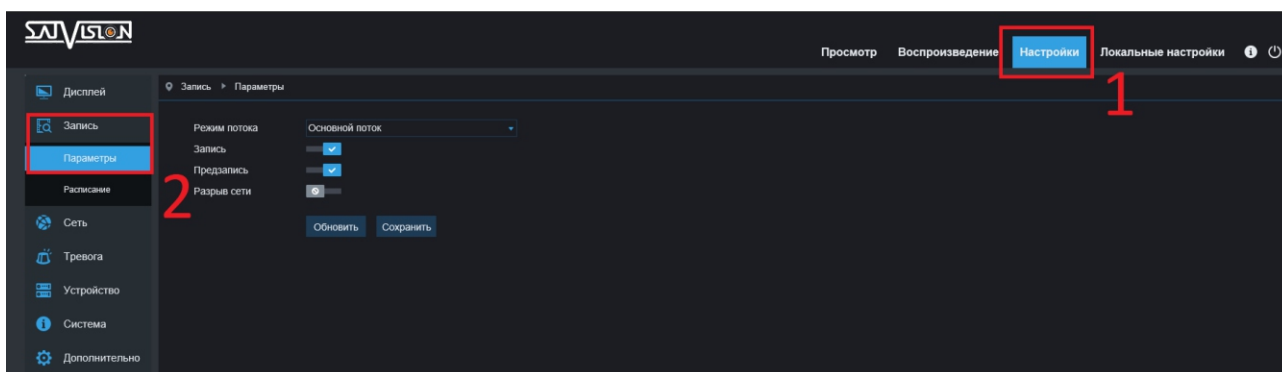 SATVISION
Просмотр Воспроизведение Настройки Локальные настройки
1
Дисплей
Запись
Параметры
Расписание
Сеть
Тревога
Устройство
Система
Дополнительно
2
Запись Параметры
Режим потока Основной поток
Запись
Предзапись
Разрыв сети
Обновить Сохранить